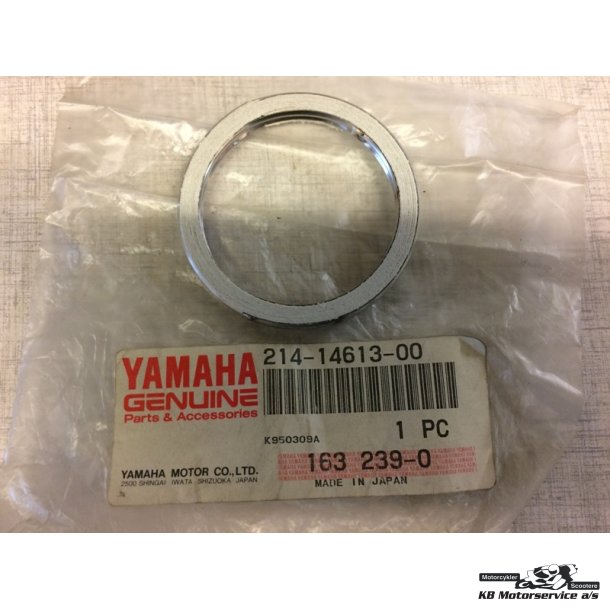 YAMAHA
GENUINE
Parts & Accessories
214-14613-00
K950309A
1 PC
163 239-0
YAMAHA MOTOR CO.,LTD.
2500 SHINGAI IWATA SHIZUOKA JAPAN
MADE IN JAPAN
Motorcykler
Scootere
KB Motorservice a/s